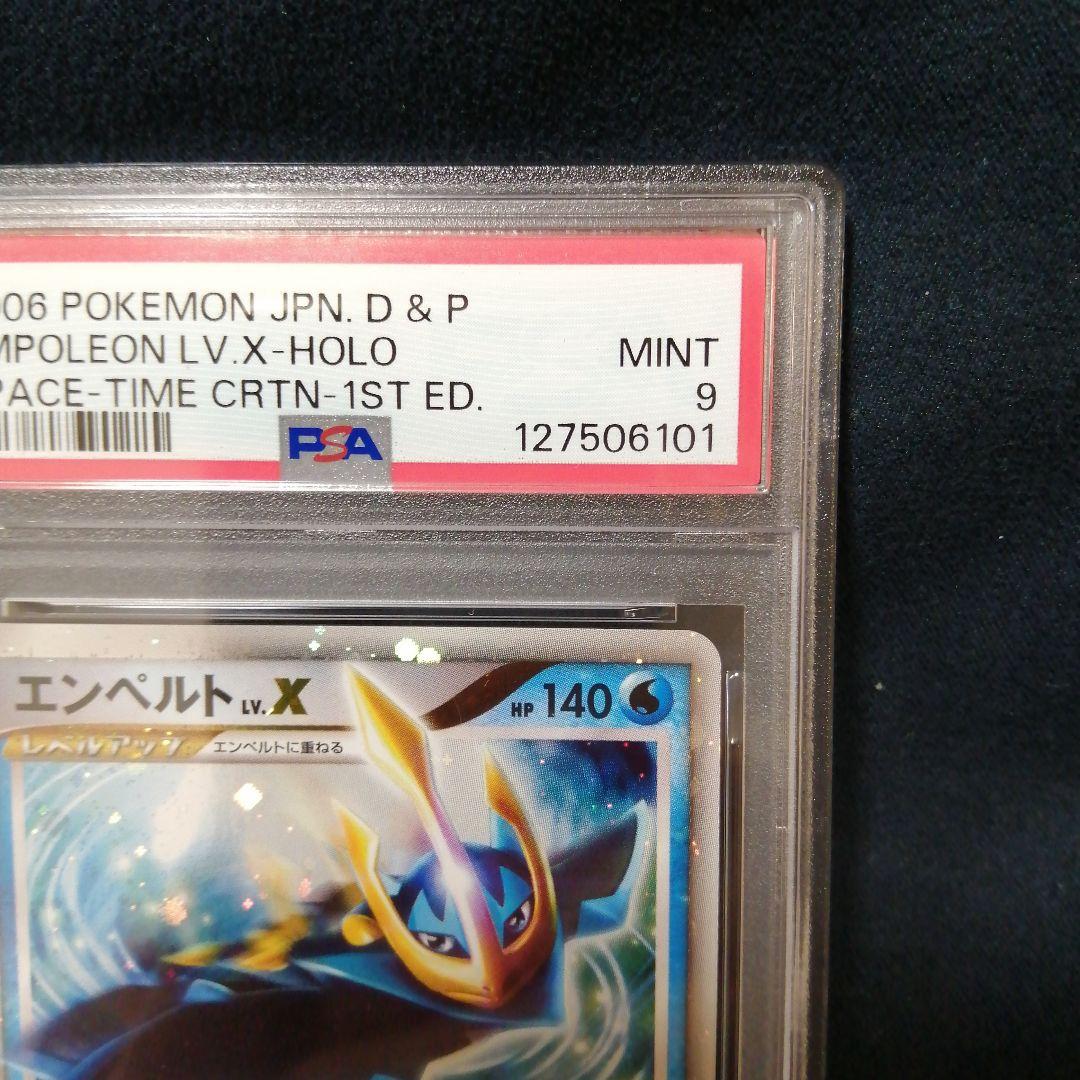 006 POKEMON JPN. D & P
MPOLEON LV.X-HOLO MINT
PACE-TIME CRTN-1ST ED. 9
PSA 127506101
エンペルト LV.X HP 140
レベルアップ エンペルトに重ねる